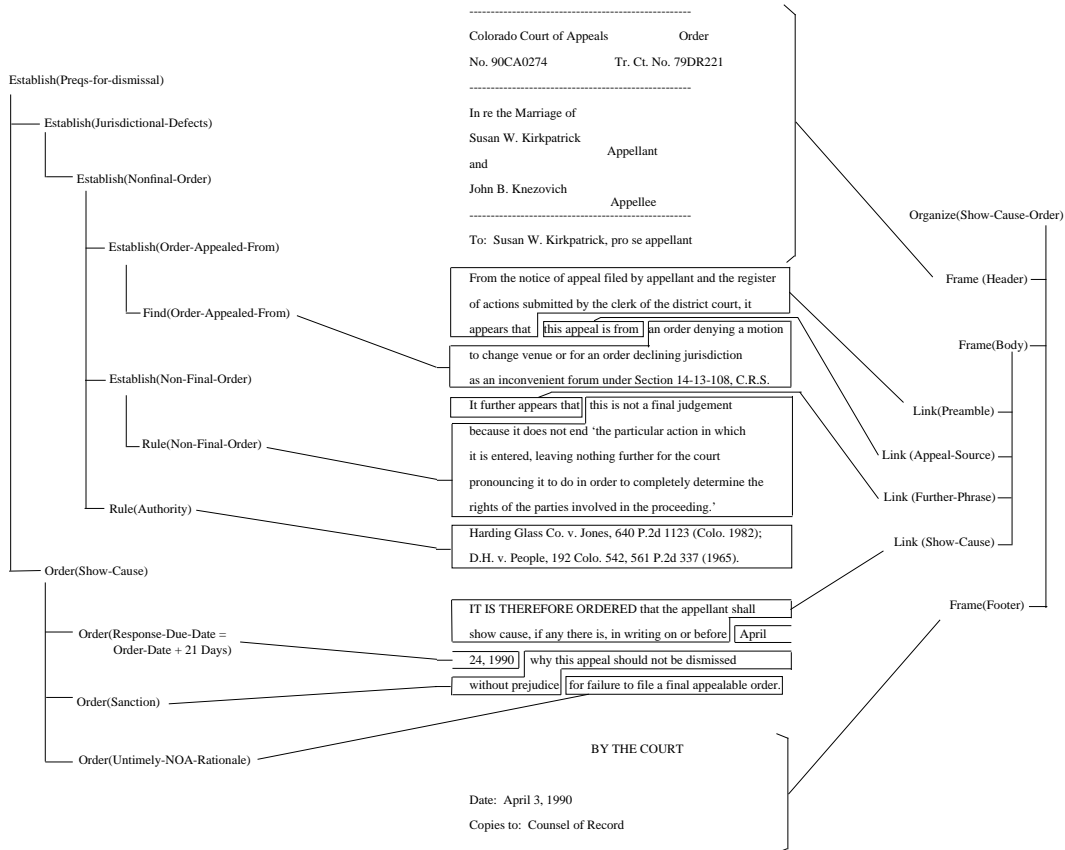 ---------------------------------------------------
Colorado Court of Appeals Order
No. 90CA0274 Tr. Ct. No. 79DR221
---------------------------------------------------
In re the Marriage of
Susan W. Kirkpatrick
Appellant
and
John B. Knezovich
Appellee
---------------------------------------------------
To: Susan W. Kirkpatrick, pro se appellant
From the notice of appeal filed by appellant and the register
of actions submitted by the clerk of the district court, it
appears that this appeal is from an order denying a motion
to change venue or for an order declining jurisdiction
as an inconvenient forum under Section 14-13-108, C.R.S.
It further appears that this is not a final judgement
because it does not end ‘the particular action in which
it is entered, leaving nothing further for the court
pronouncing it to do in order to completely determine the
rights of the parties involved in the proceeding.’
Harding Glass Co. v. Jones, 640 P.2d 1123 (Colo. 1982);
D.H. v. People, 192 Colo. 542, 561 P.2d 337 (1965).
IT IS THEREFORE ORDERED that the appellant shall
show cause, if any there is, in writing on or before April
24, 1990 why this appeal should not be dismissed
without prejudice for failure to file a final appealable order.
BY THE COURT
Date: April 3, 1990
Copies to: Counsel of Record
Establish(Preqs-for-dismissal)
Establish(Jurisdictional-Defects)
Establish(Nonfinal-Order)
Establish(Order-Appealed-From)
Find(Order-Appealed-From)
Establish(Non-Final-Order)
Rule(Non-Final-Order)
Rule(Authority)
Order(Show-Cause)
Order(Response-Due-Date =
Order-Date + 21 Days)
Order(Sanction)
Order(Untimely-NOA-Rationale)
Organize(Show-Cause-Order)
Frame (Header)
Frame(Body)
Link(Preamble)
Link (Appeal-Source)
Link (Further-Phrase)
Link (Show-Cause)
Frame(Footer)